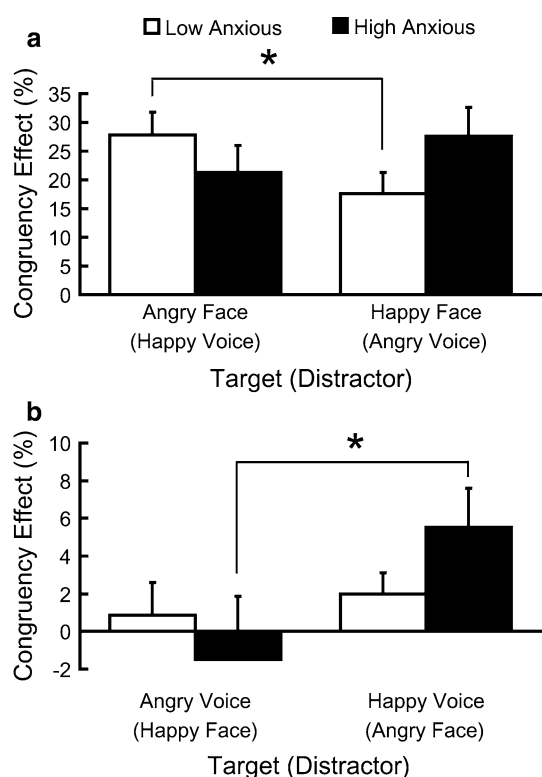 a
Low Anxious High Anxious
*
Congruency Effect (%)
35
30
25
20
15
10
5
0
Angry Face Happy Face
(Happy Voice) (Angry Voice)
Target (Distractor)
b
*
Congruency Effect (%)
10
8
6
4
2
0
-2
Angry Voice Happy Voice
(Happy Face) (Angry Face)
Target (Distractor)